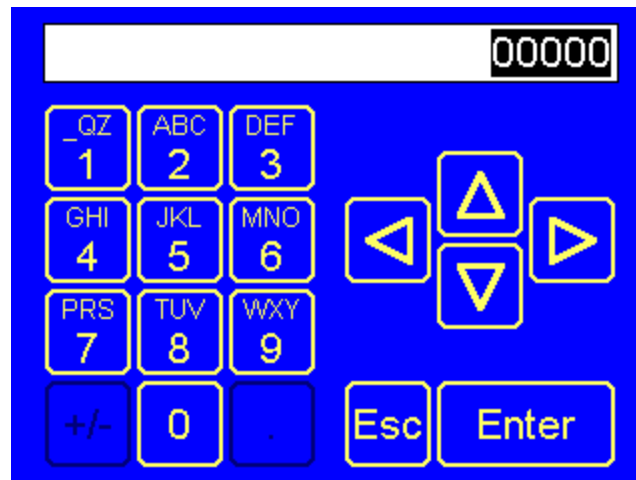 00000
_QZ ABC DEF
1 2 3
GHI JKL MNO
4 5 6
PRS TUV WXY
7 8 9
+/- 0 . Esc Enter